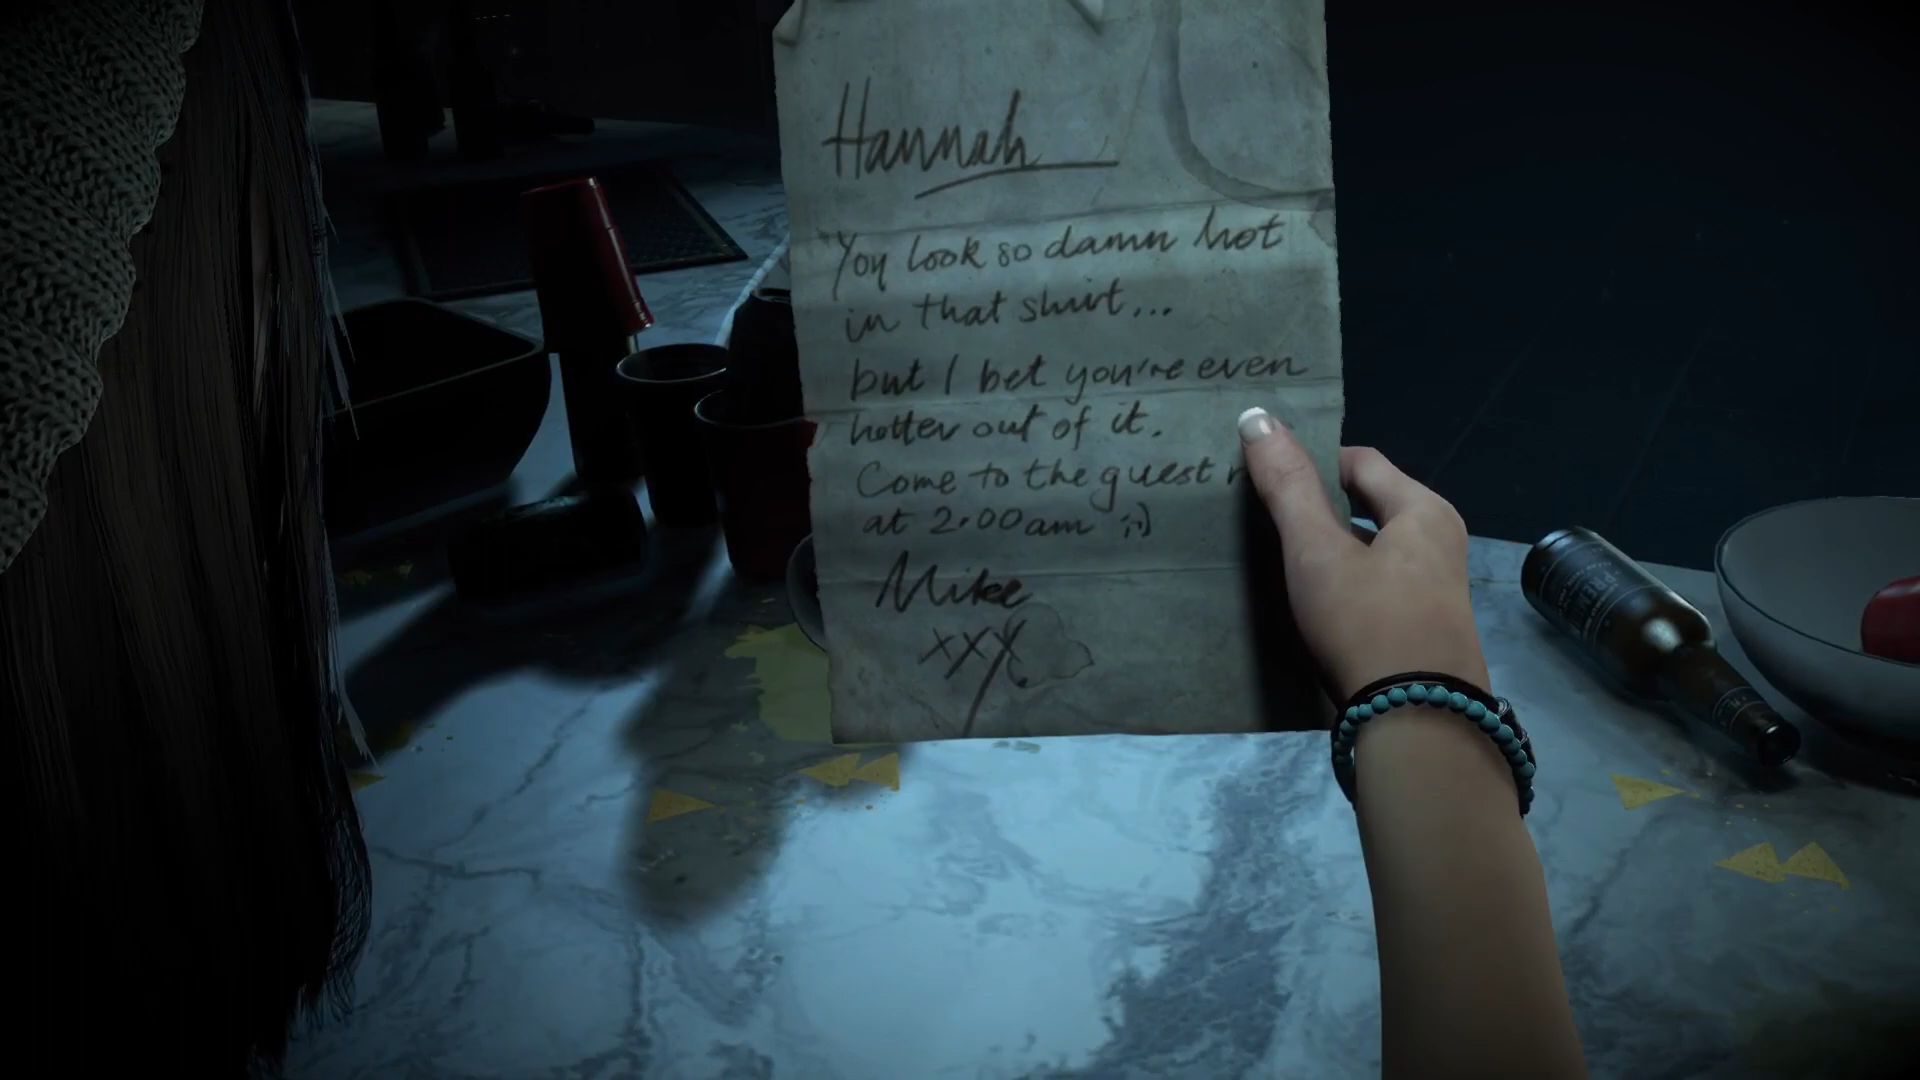 Hannah
You look so damn hot
in that shirt...
but I bet you're even
hotter out of it.
Come to the guest r
at 2.00am ;-)
Mike
xxx